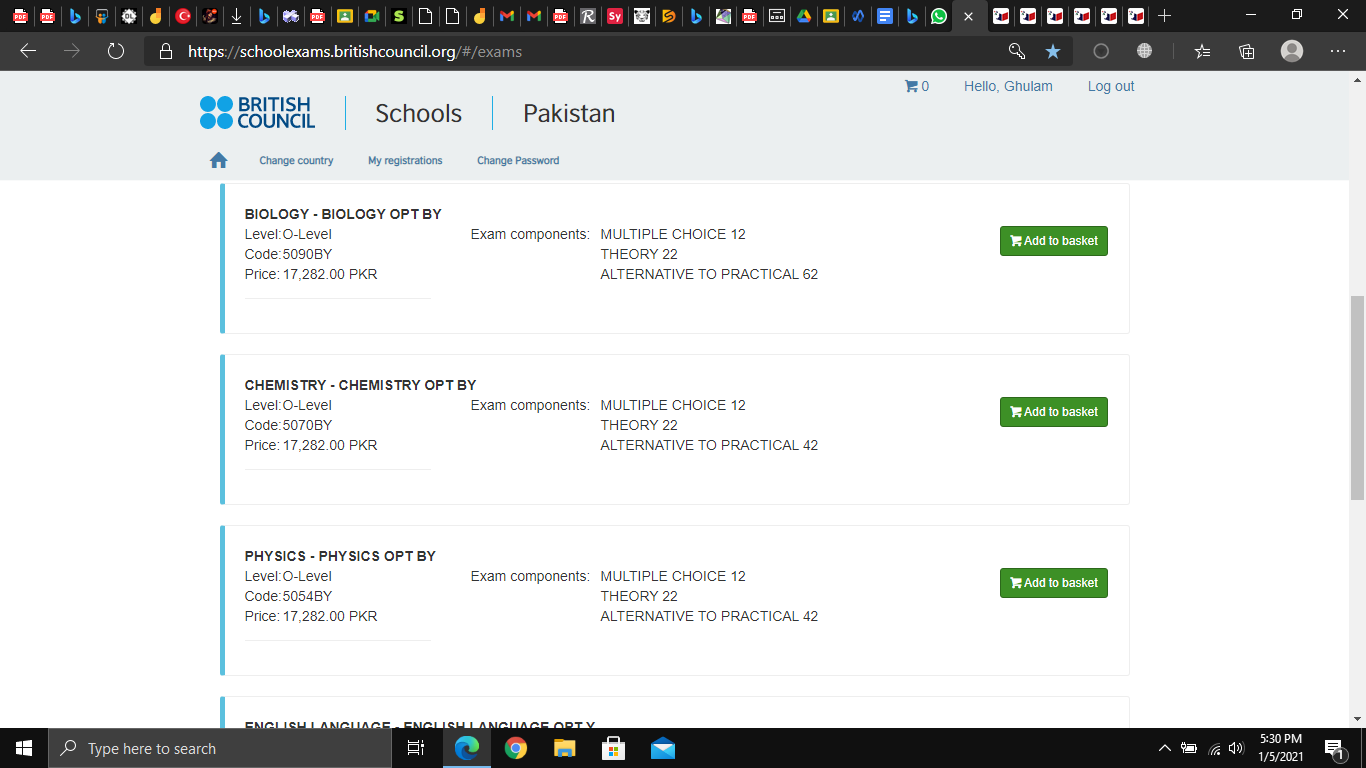 https://schoolexams.britishcouncil.org/#/exams
0 Hello, Ghulam Log out
BRITISH COUNCIL Schools Pakistan
Change country My registrations Change Password
BIOLOGY - BIOLOGY OPT BY
Level:O-Level Exam components: MULTIPLE CHOICE 12
Add to basket
Code:5090BY THEORY 22
Price: 17,282.00 PKR ALTERNATIVE TO PRACTICAL 62
CHEMISTRY - CHEMISTRY OPT BY
Level:O-Level Exam components: MULTIPLE CHOICE 12
Add to basket
Code:5070BY THEORY 22
Price: 17,282.00 PKR ALTERNATIVE TO PRACTICAL 42
PHYSICS - PHYSICS OPT BY
Level:O-Level Exam components: MULTIPLE CHOICE 12
Add to basket
Code:5054BY THEORY 22
Price: 17,282.00 PKR ALTERNATIVE TO PRACTICAL 42
ENGLISH LANGUAGE - ENGLISH LANGUAGE OPT Y
Type here to search
5:30 PM
1/5/2021
1